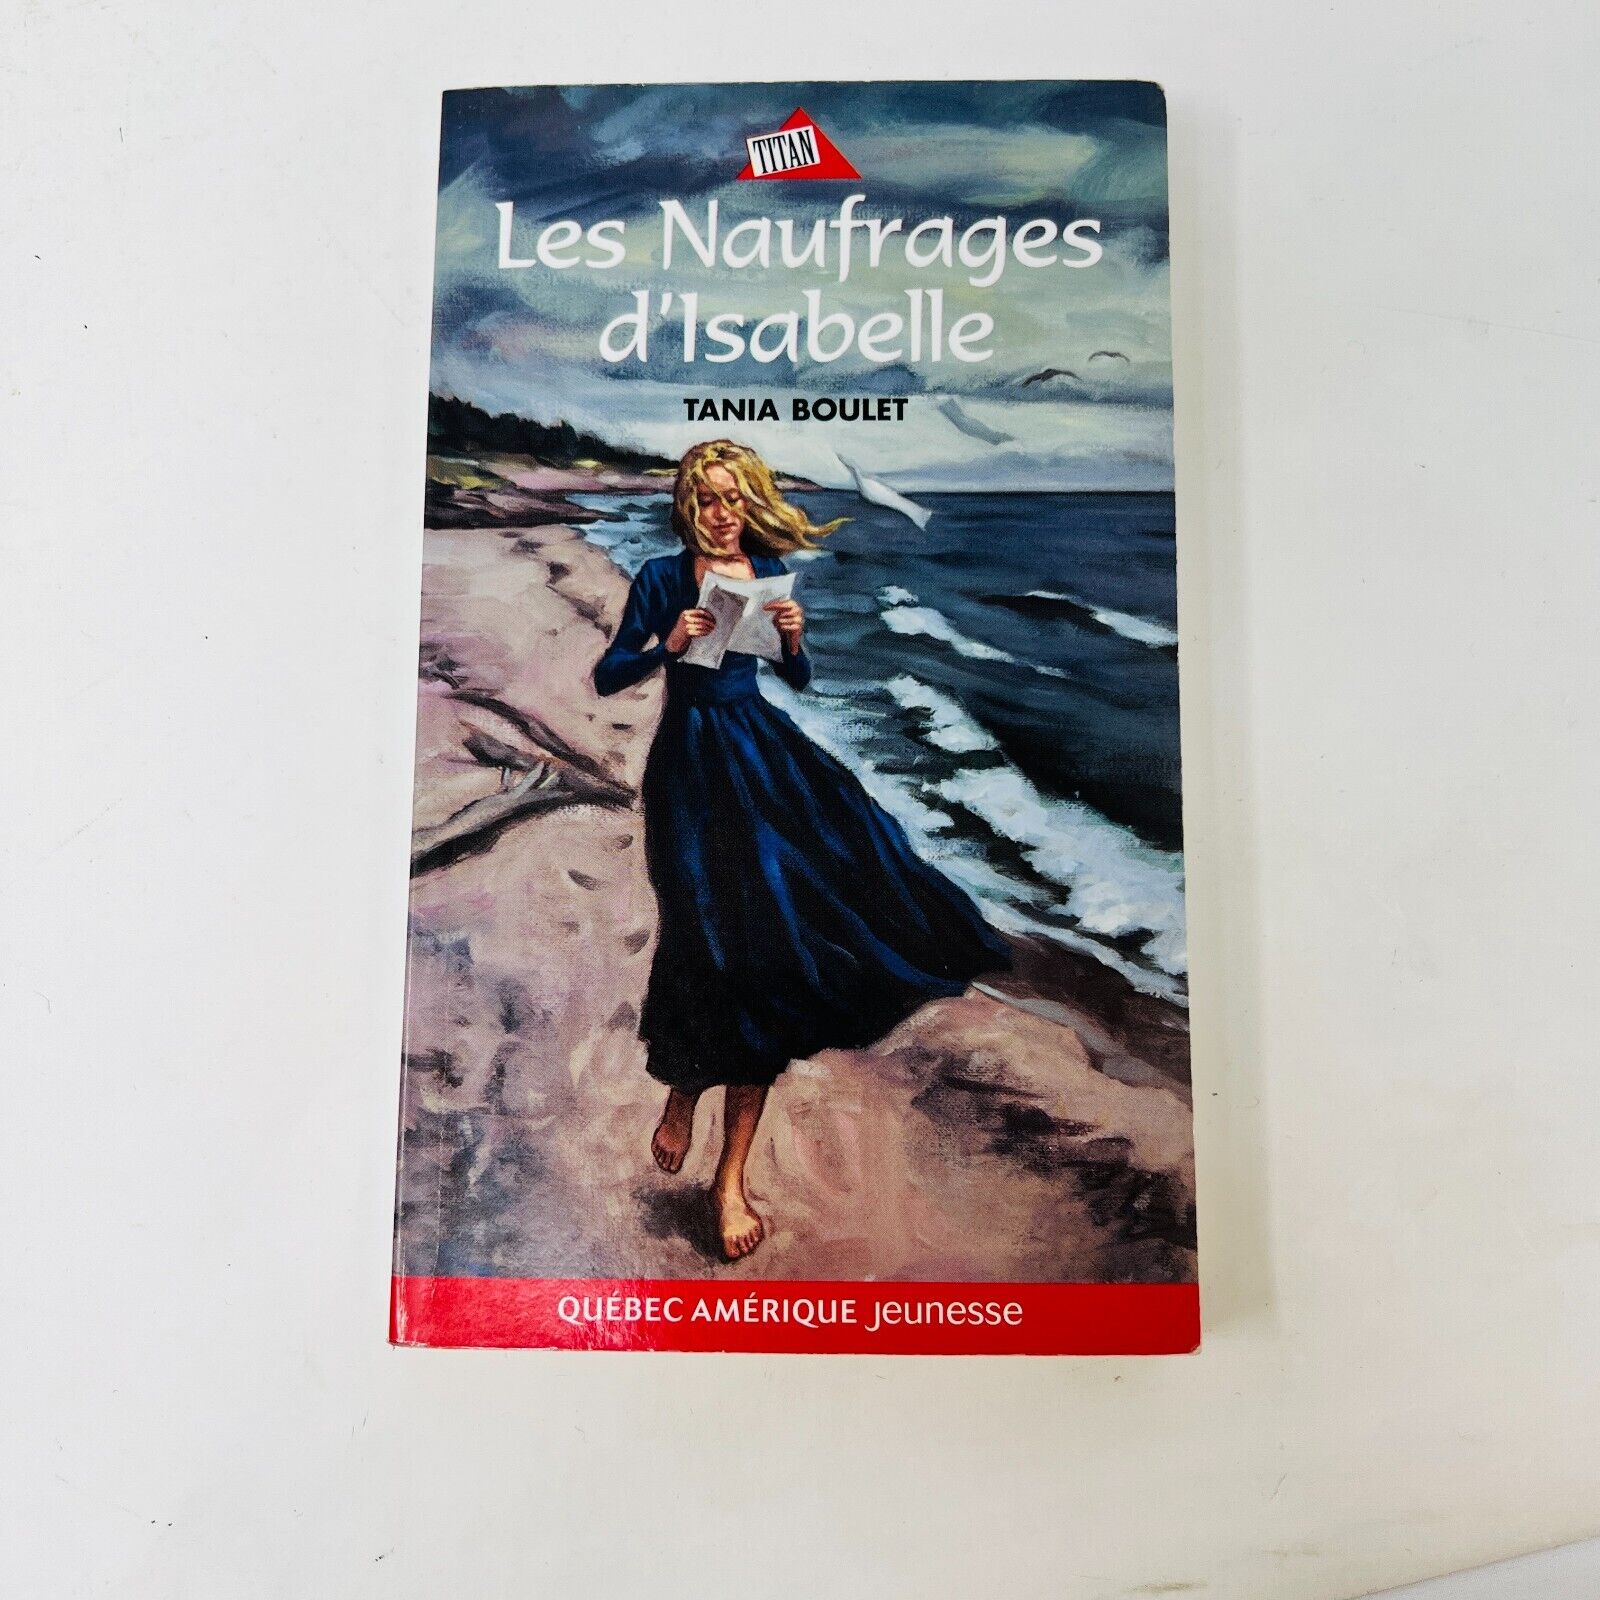 TITAN
Les Naufrages
d'Isabelle
TANIA BOULET
QUÉBEC AMÉRIQUE Jeunesse